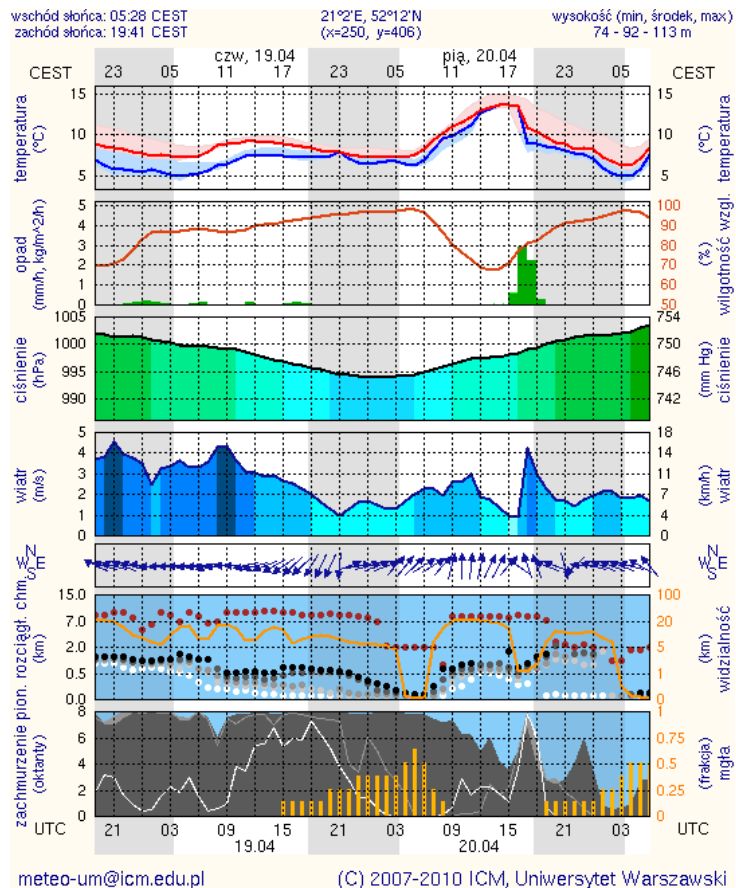 wschód słońca: 05:28 CEST 21°2'E, 52°12'N wysokość (min, środek, max)
zachód słońca: 19:41 CEST (x=250, y=406) 74 - 92 - 113 m
czw, 19.04 pią, 20.04
CEST 23 05 11 17 23 05 11 17 23 05 CEST
temperatura
(°C)
15
10
5
15
10
5
(°C)
temperatura
opad
(mm/h, kg/m^2/h)
5
4
3
2
1
0
100
90
80
70
60
50
(%)
wilgotność wzgl.
ciśnienie
(hPa)
1005
1000
995
990
754
750
746
742
(mm Hg)
ciśnienie
wiatr
(m/s)
5
4
3
2
1
0
18
14
11
7
4
0
(km/h)
wiatr
N
W E
S
N
W E
S
pion. rozciągł. chm.
(km)
15.0
7.0
2.0
0.5
0.0
100
20
5
1
0
(km)
widzialność
zachmurzenie
(oktanty)
8
6
4
2
0
1
0.75
0.5
0.25
0
(frakcja)
mgła
UTC 21 03 09 15 21 03 09 15 21 03 UTC
19.04 20.04
meteo-um@icm.edu.pl (C) 2007-2010 ICM, Uniwersytet Warszawski